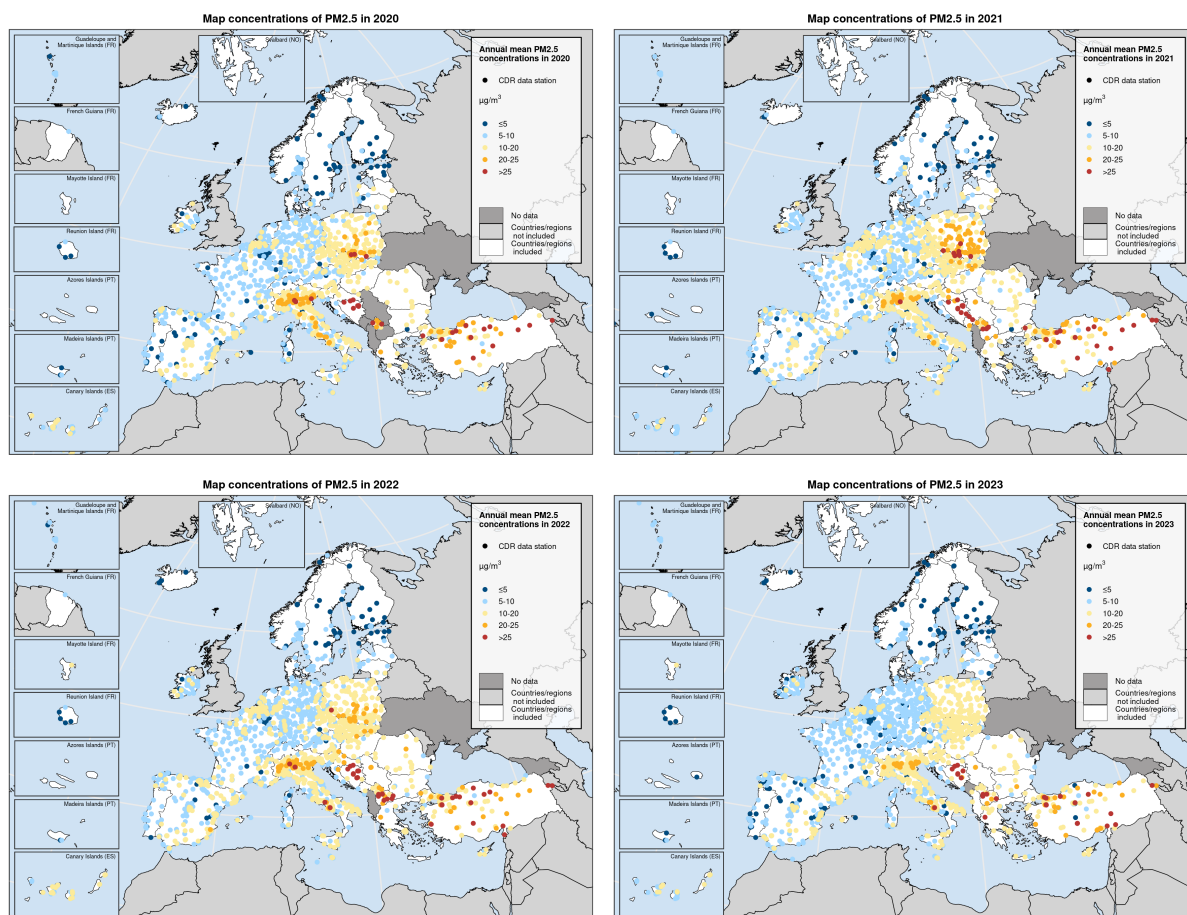 Map concentrations of PM2.5 in 2020
Guadeloupe and
Martinique Islands (FR)
Svalbard (NO)
French Guiana (FR)
Mayotte Island (FR)
Reunion Island (FR)
Azores Islands (PT)
Madeira Islands (PT)
Canary Islands (ES)
Annual mean PM2.5
concentrations in 2020
CDR data station
µg/m³
≤5
5-10
10-20
20-25
>25
No data
Countries/regions
not included
Countries/regions
included
Map concentrations of PM2.5 in 2021
Guadeloupe and
Martinique Islands (FR)
Svalbard (NO)
French Guiana (FR)
Mayotte Island (FR)
Reunion Island (FR)
Azores Islands (PT)
Madeira Islands (PT)
Canary Islands (ES)
Annual mean PM2.5
concentrations in 2021
CDR data station
µg/m³
≤5
5-10
10-20
20-25
>25
No data
Countries/regions
not included
Countries/regions
included
Map concentrations of PM2.5 in 2022
Guadeloupe and
Martinique Islands (FR)
Svalbard (NO)
French Guiana (FR)
Mayotte Island (FR)
Reunion Island (FR)
Azores Islands (PT)
Madeira Islands (PT)
Canary Islands (ES)
Annual mean PM2.5
concentrations in 2022
CDR data station
µg/m³
≤5
5-10
10-20
20-25
>25
No data
Countries/regions
not included
Countries/regions
included
Map concentrations of PM2.5 in 2023
Guadeloupe and
Martinique Islands (FR)
Svalbard (NO)
French Guiana (FR)
Mayotte Island (FR)
Reunion Island (FR)
Azores Islands (PT)
Madeira Islands (PT)
Canary Islands (ES)
Annual mean PM2.5
concentrations in 2023
CDR data station
µg/m³
≤5
5-10
10-20
20-25
>25
No data
Countries/regions
not included
Countries/regions
included